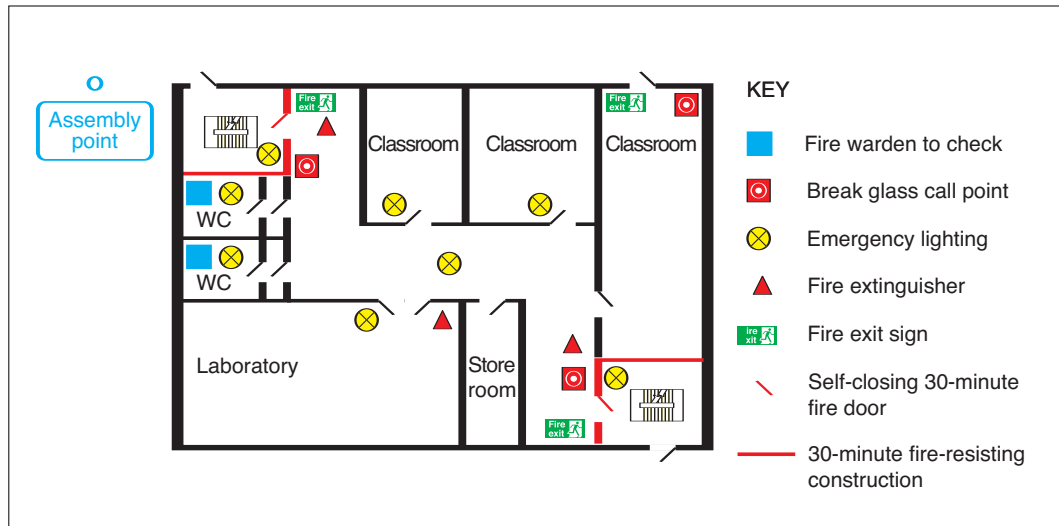 Assembly
point
Fire
exit
Fire
exit
KEY
Classroom
Classroom
Classroom
Fire warden to check
WC
Break glass call point
Emergency lighting
WC
Fire extinguisher
ire
xit
Fire exit sign
Laboratory
Store
room
Self-closing 30-minute
fire door
Fire
exit
30-minute fire-resisting
construction